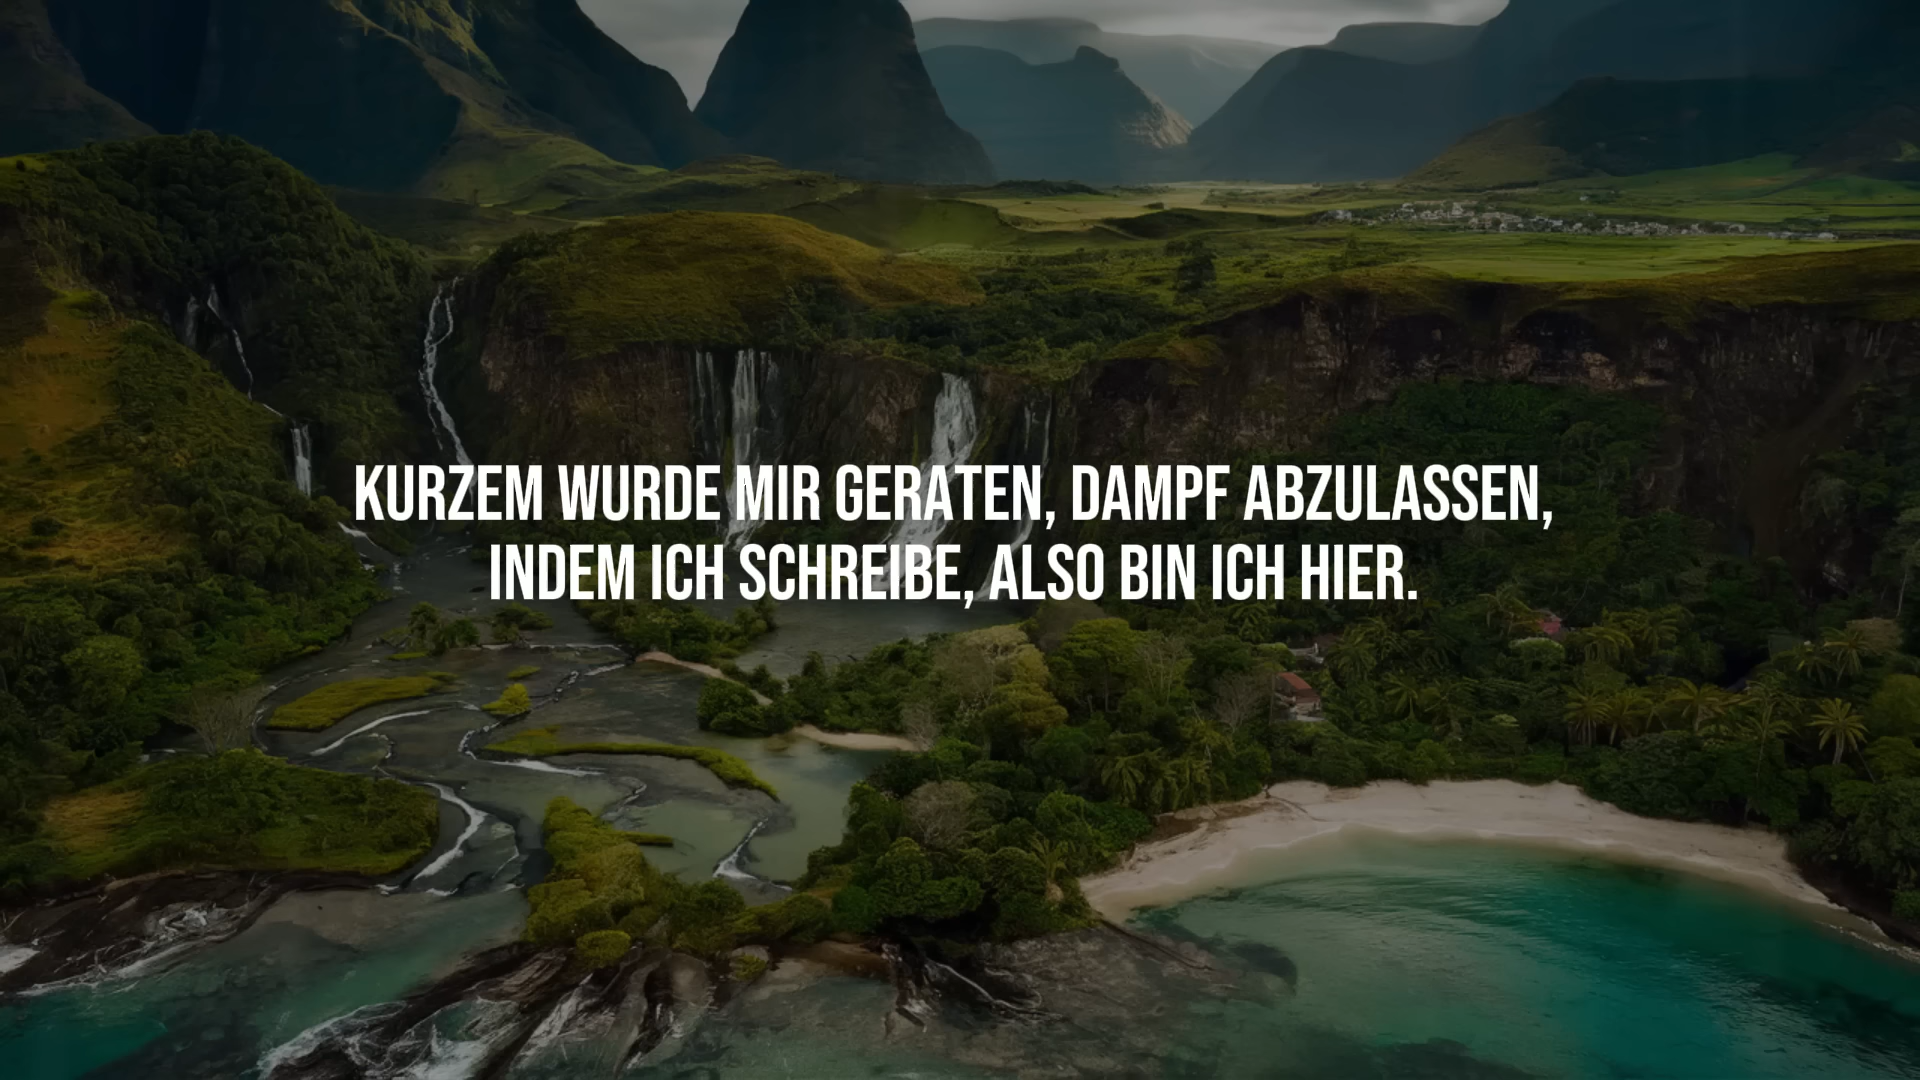 KURZEM WURDE MIR GERATEN, DAMPF ABZULASSEN,
INDEM ICH SCHREIBE, ALSO BIN ICH HIER.